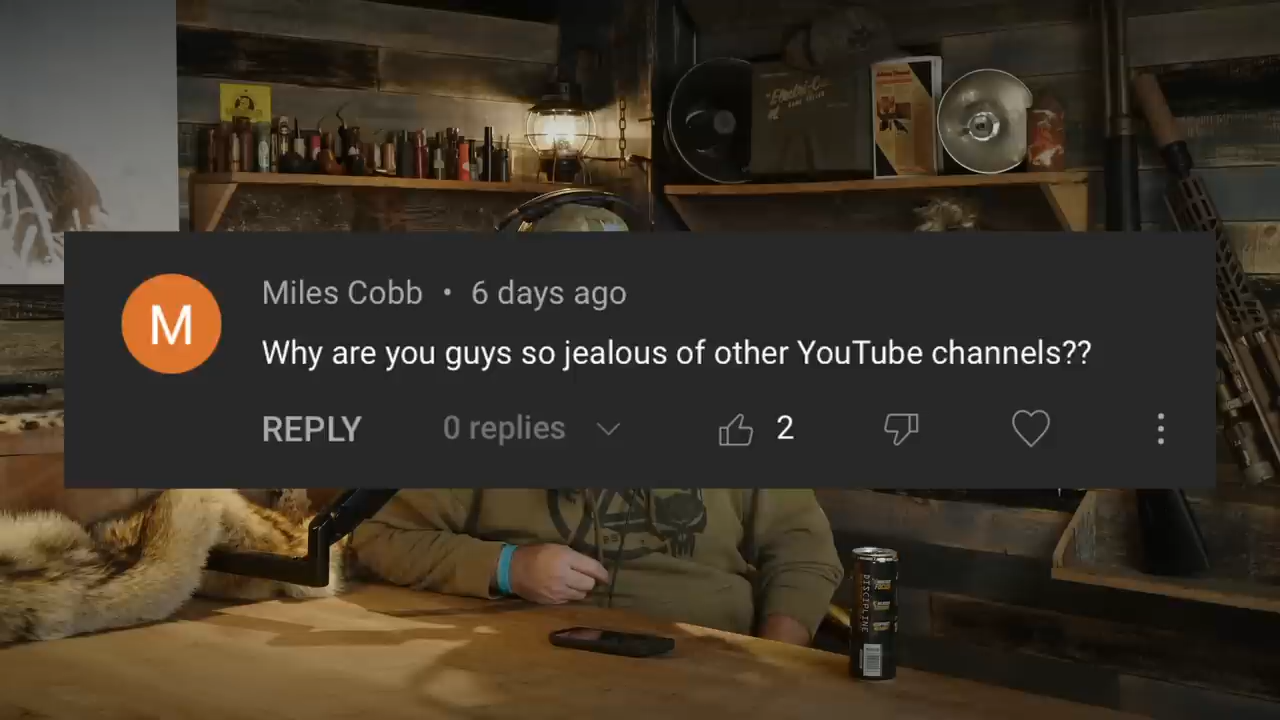 Electric-C
Miles Cobb • 6 days ago
Why are you guys so jealous of other YouTube channels??
REPLY 0 replies 2
DISCIPLINE